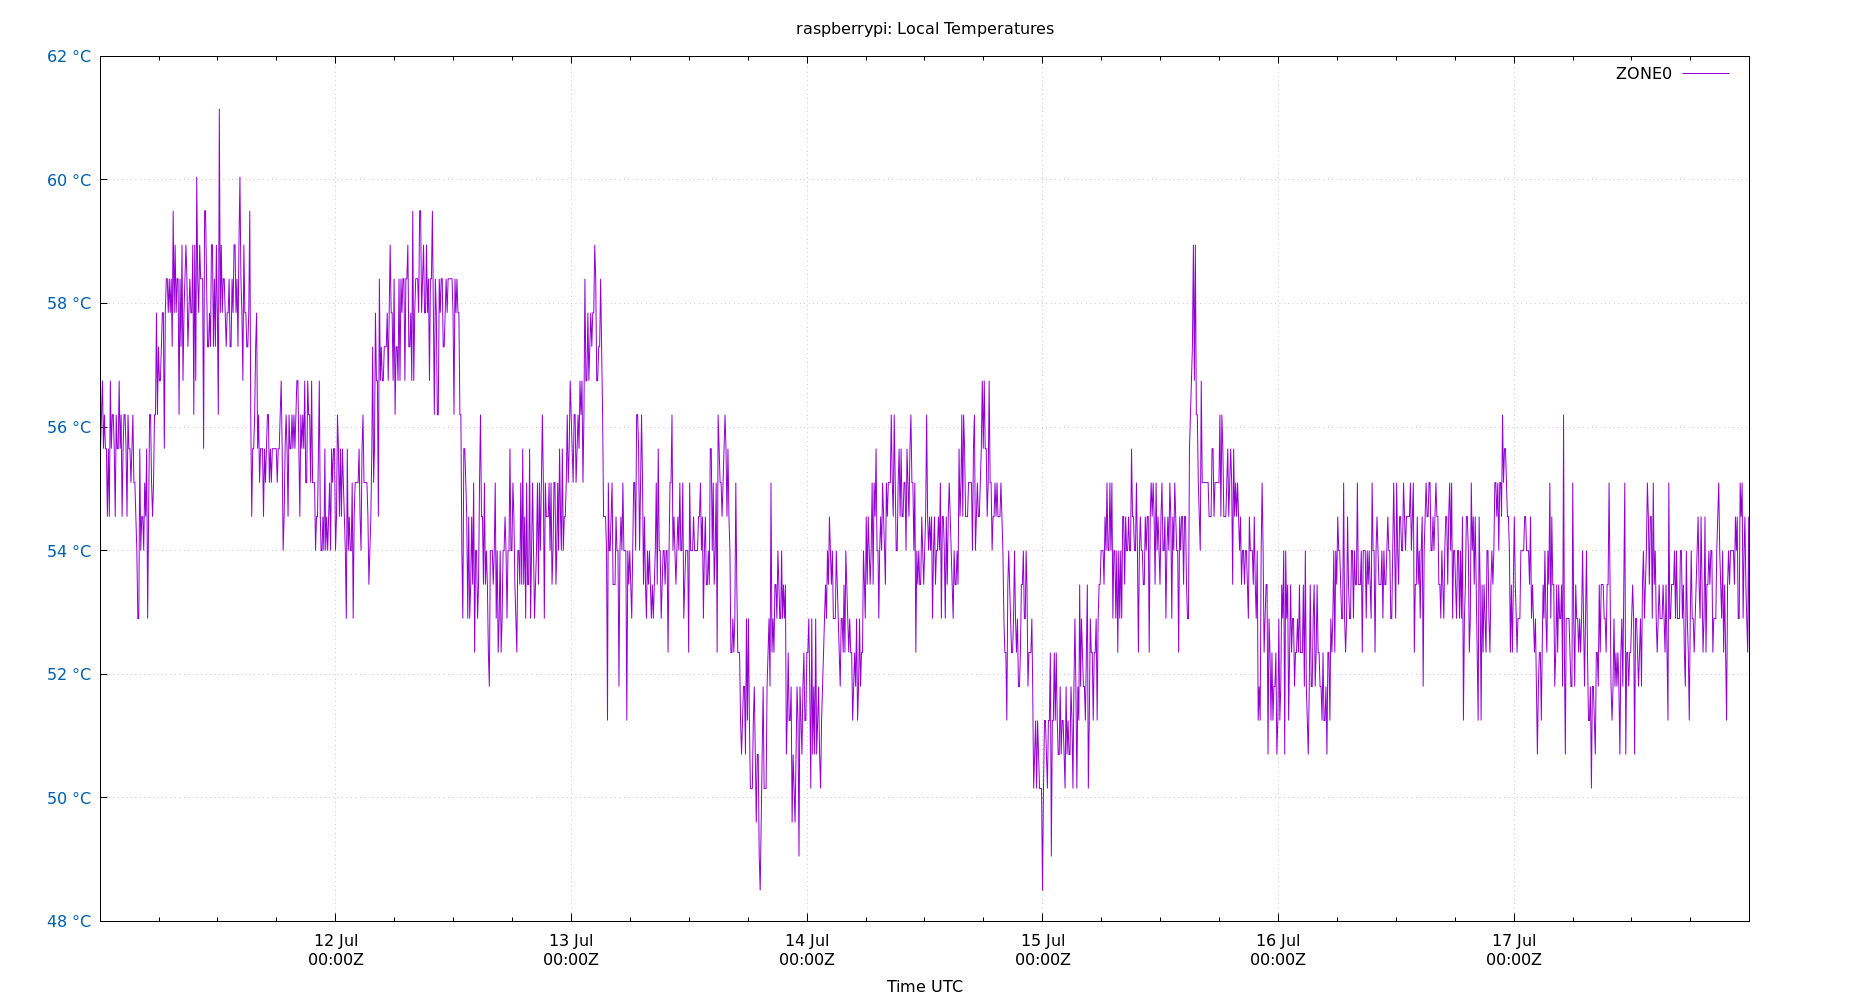 raspberrypi: Local Temperatures
62 °C
ZONE0
60 °C
58 °C
56 °C
54 °C
52 °C
50 °C
48 °C
12 Jul 13 Jul 14 Jul 15 Jul 16 Jul 17 Jul
00:00Z 00:00Z 00:00Z 00:00Z 00:00Z 00:00Z
Time UTC